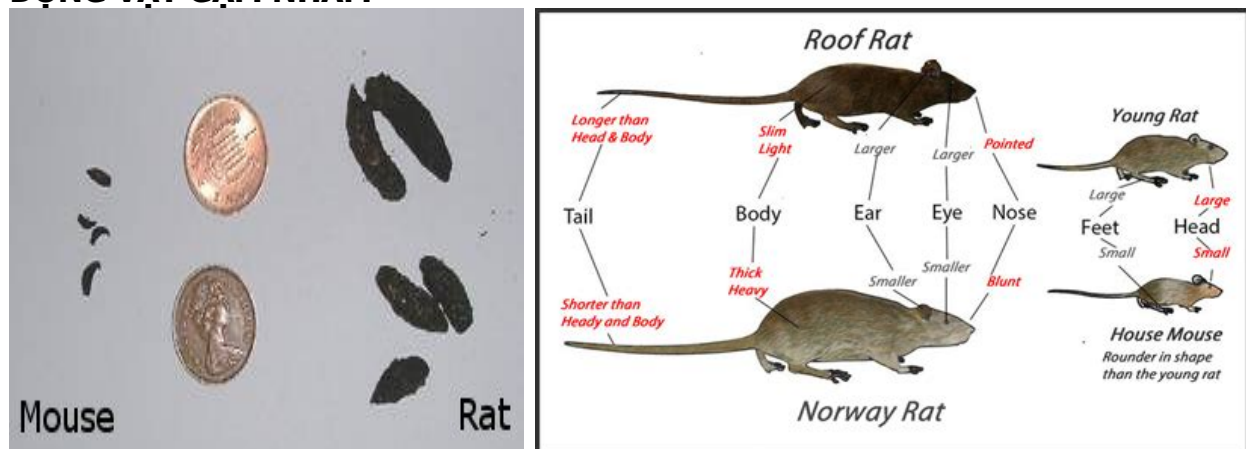 Mouse
Rat
Roof Rat
Longer than
Head & Body
Slim
Light
Larger
Larger
Pointed
Tail
Body
Ear
Eye
Nose
Shorter than
Heady and Body
Thick
Heavy
Smaller
Smaller
Blunt
Norway Rat
Young Rat
Large
Large
Feet
Head
Small
Small
House Mouse
Rounder in shape
than the young rat